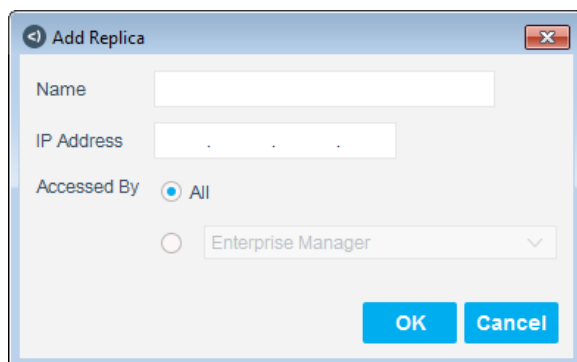 Add Replica
Name
IP Address . . .
Accessed By All
Enterprise Manager
OK Cancel